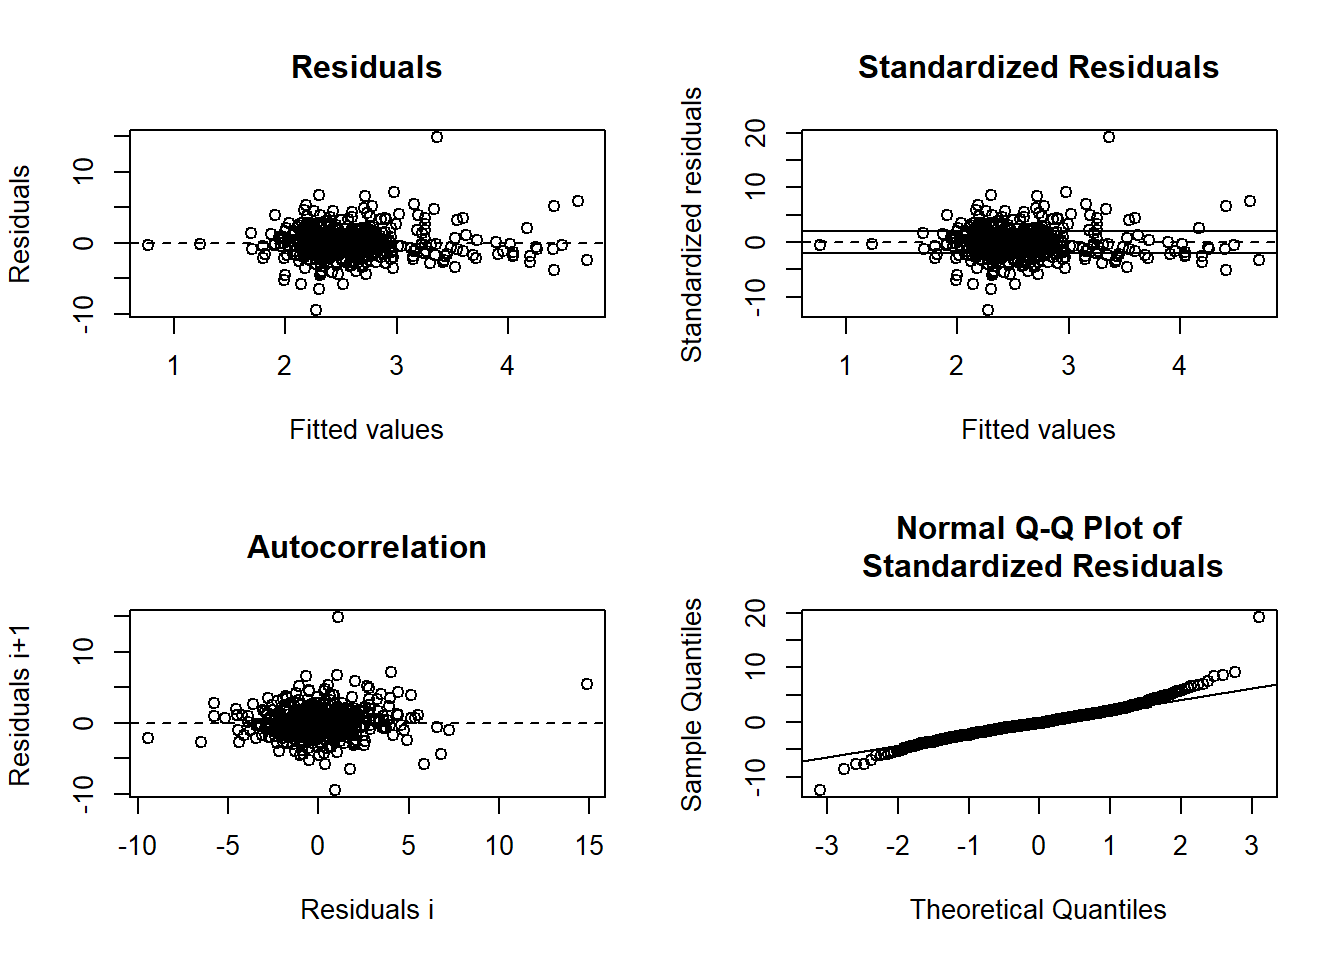 Residuals
Residuals
10
0
-10
1 2 3 4
Fitted values
Standardized Residuals
Standardized residuals
20
10
0
-10
1 2 3 4
Fitted values
Autocorrelation
Residuals i+1
10
0
-10
-10 -5 0 5 10 15
Residuals i
Normal Q-Q Plot of
Standardized Residuals
Sample Quantiles
20
10
0
-10
-3 -2 -1 0 1 2 3
Theoretical Quantiles